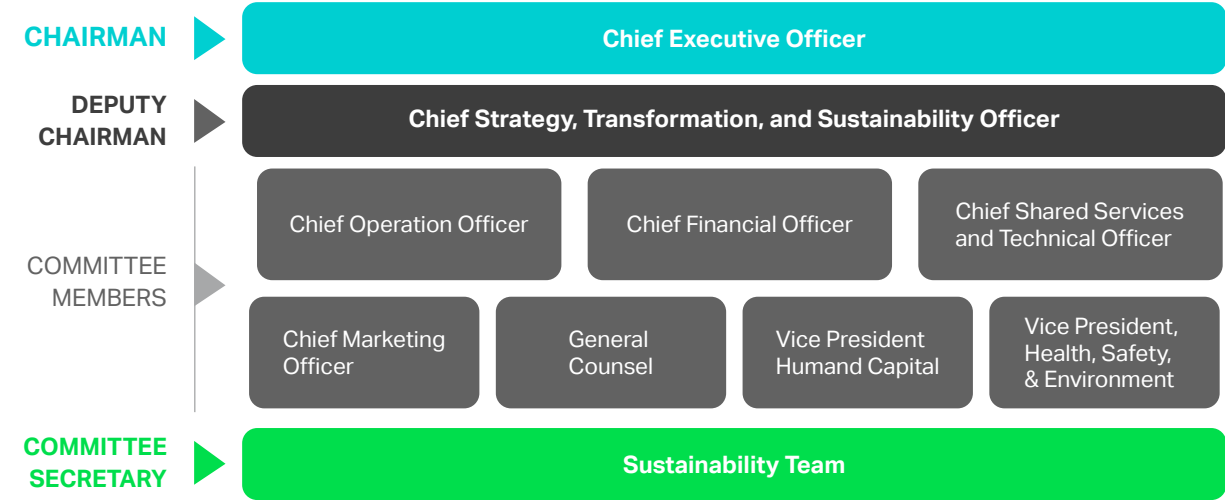 CHAIRMAN
Chief Executive Officer
DEPUTY
CHAIRMAN
Chief Strategy, Transformation, and Sustainability Officer
COMMITTEE
MEMBERS
Chief Operation Officer
Chief Financial Officer
Chief Shared Services
and Technical Officer
Chief Marketing
Officer
General
Counsel
Vice President
Humand Capital
Vice President,
Health, Safety,
& Environment
COMMITTEE
SECRETARY
Sustainability Team